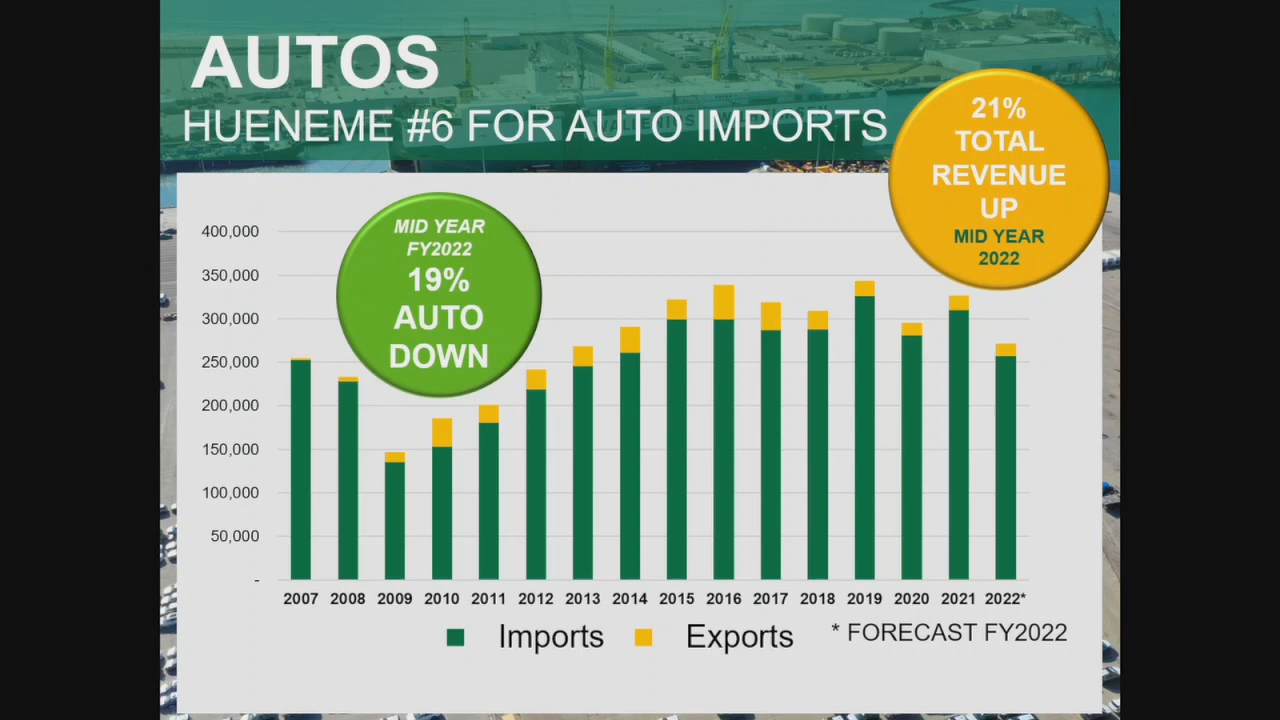 AUTOS
HUENEME #6 FOR AUTO IMPORTS
21%
TOTAL
REVENUE
UP
MID YEAR
2022
MID YEAR
FY2022
19%
AUTO
DOWN
400,000
350,000
300,000
250,000
200,000
150,000
100,000
50,000
-
2007 2008 2009 2010 2011 2012 2013 2014 2015 2016 2017 2018 2019 2020 2021 2022*
Imports Exports * FORECAST FY2022